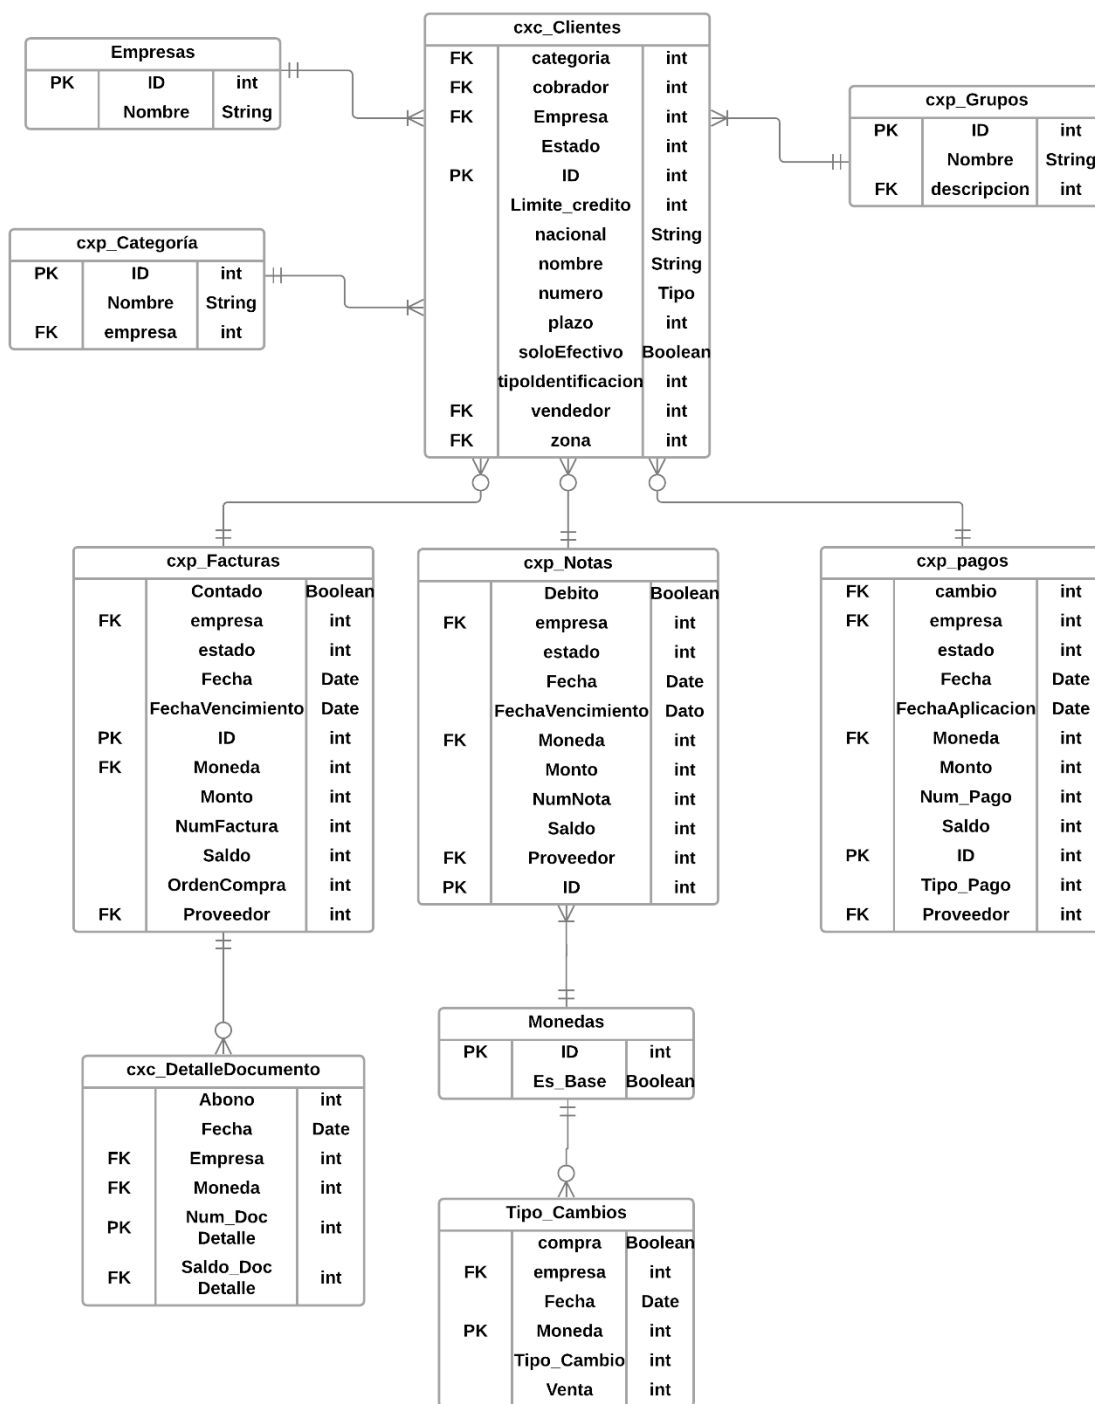 Empresas
PK ID int
Nombre String
cxp_Categoría
PK ID int
Nombre String
FK empresa int
cxc_Clientes
FK categoria int
FK cobrador int
FK Empresa int
Estado int
PK ID int
Limite_credito int
nacional String
nombre String
numero Tipo
plazo int
soloEfectivo Boolean
tipoIdentificacion int
FK vendedor int
FK zona int
cxp_Grupos
PK ID int
Nombre String
FK descripcion int
cxp_Facturas
Contado Boolean
FK empresa int
estado int
Fecha Date
FechaVencimiento Date
PK ID int
FK Moneda int
Monto int
NumFactura int
Saldo int
OrdenCompra int
FK Proveedor int
cxp_Notas
Debito Boolean
FK empresa int
estado int
Fecha Date
FechaVencimiento Dato
FK Moneda int
Monto int
NumNota int
Saldo int
FK Proveedor int
PK ID int
cxp_pagos
FK cambio int
FK empresa int
estado int
Fecha Date
FechaAplicacion Date
FK Moneda int
Monto int
Num_Pago int
Saldo int
PK ID int
Tipo_Pago int
FK Proveedor int
cxc_DetalleDocumento
Abono int
Fecha Date
FK Empresa int
FK Moneda int
PK Num_Doc int
Detalle
FK Saldo_Doc int
Detalle
Monedas
PK ID int
Es_Base Boolean
Tipo_Cambios
compra Boolean
FK empresa int
Fecha Date
PK Moneda int
Tipo_Cambio int
Venta int